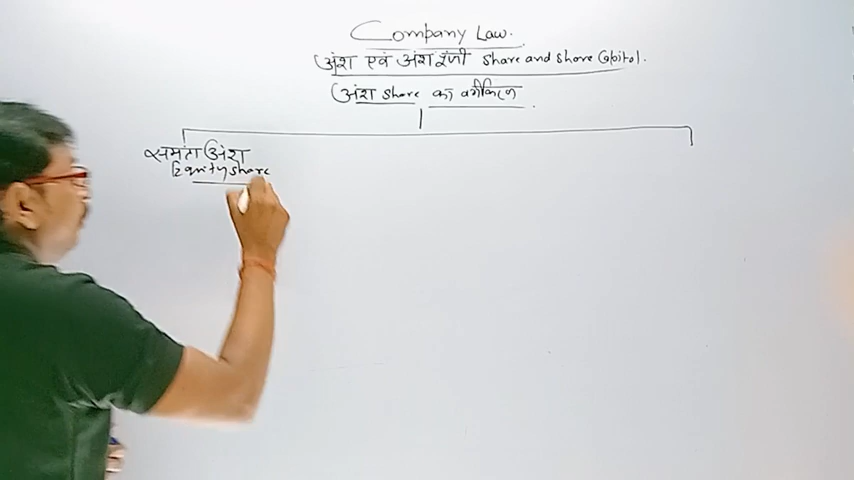 Company Law.
अंश एवं अंश पूंजी share and share Capital.
अंश share का वर्गीकरण
समता अंश
Equity share